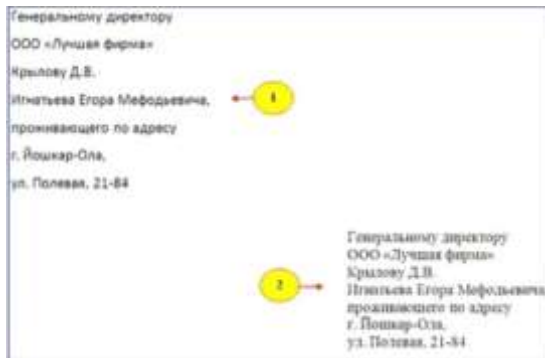 Генеральному директору
ООО «Лучшая фирма»
Крылову Д.В.
Игнатьева Егора Мефодьевича,
проживающего по адресу
г. Йошкар-Ола,
ул. Полевая, 21-84
1
Генеральному директору
ООО «Лучшая фирма»
Крылову Д.В.
Игнатьева Егора Мефодьевича,
проживающего по адресу
г. Йошкар-Ола,
ул. Полевая, 21-84
2